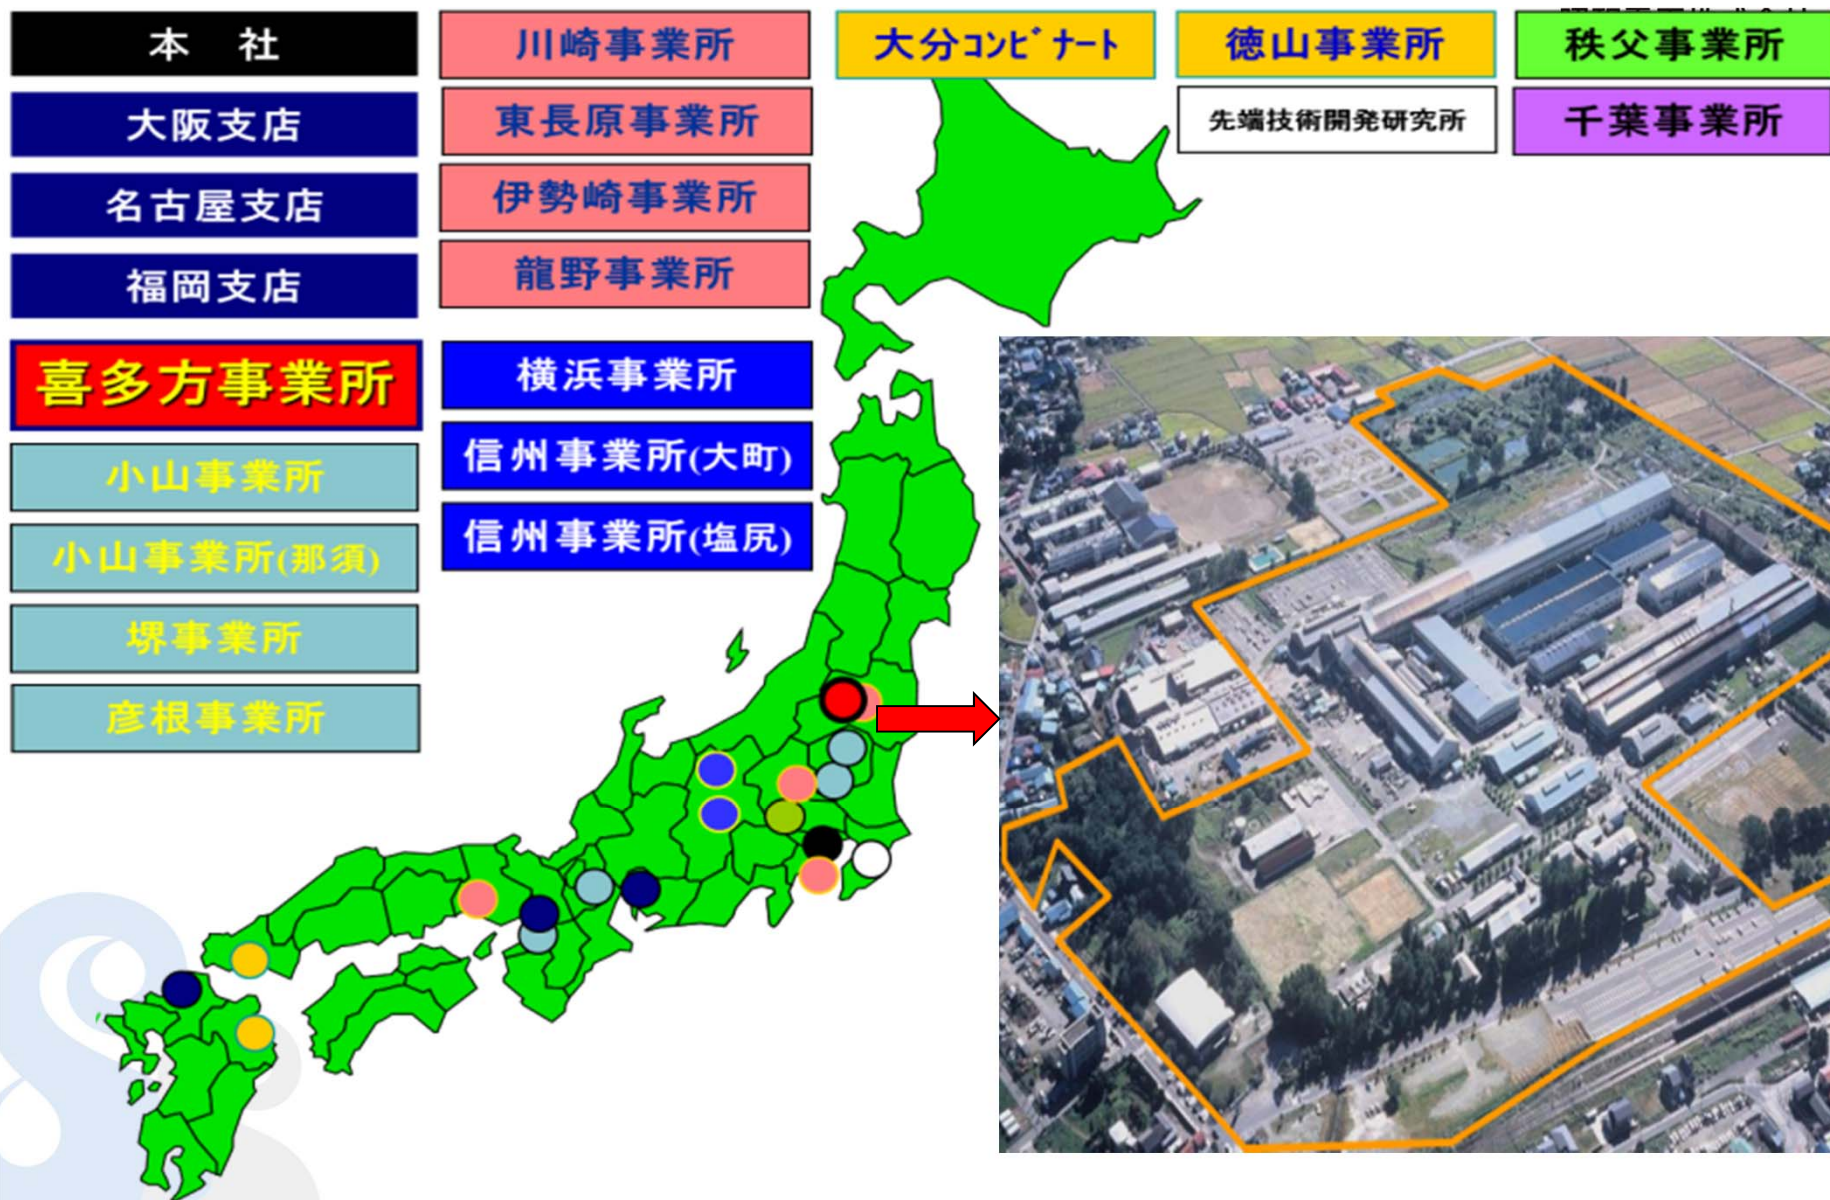 本　社
川崎事業所
大分ｺﾝﾋﾞﾅｰﾄ
徳山事業所
秩父事業所
大阪支店
東長原事業所
先端技術開発研究所
千葉事業所
名古屋支店
伊勢崎事業所
福岡支店
龍野事業所
喜多方事業所
横浜事業所
小山事業所
信州事業所(大町)
小山事業所(那須)
信州事業所(塩尻)
堺事業所
彦根事業所